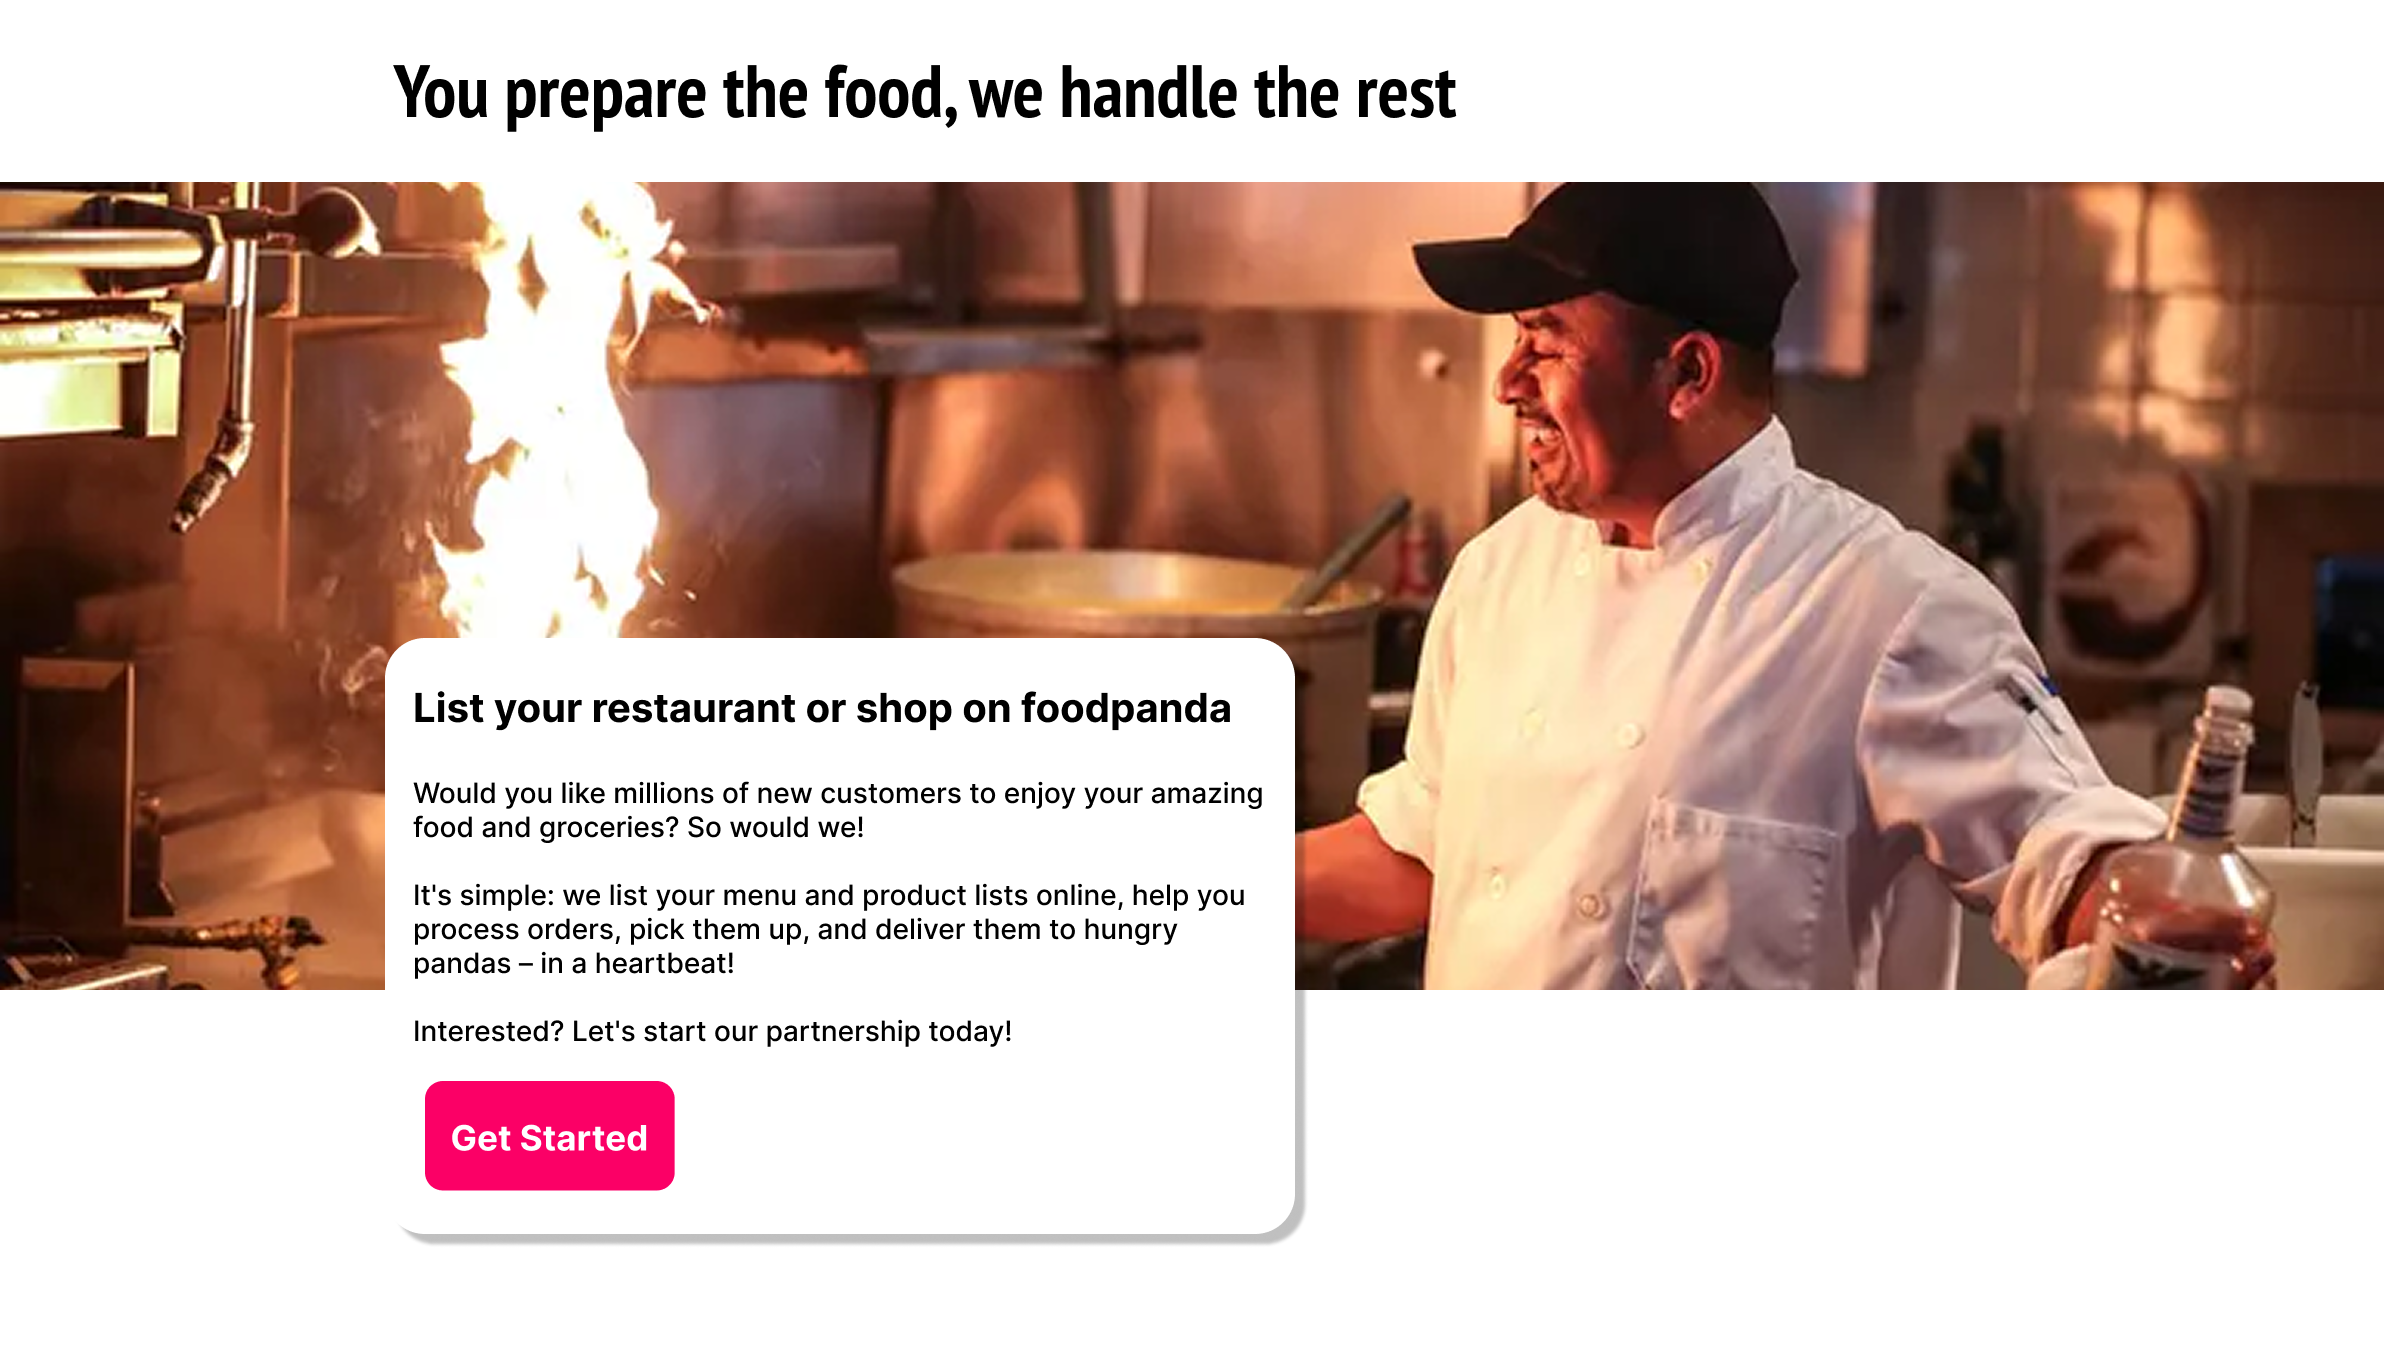 You prepare the food, we handle the rest
List your restaurant or shop on foodpanda
Would you like millions of new customers to enjoy your amazing
food and groceries? So would we!
It's simple: we list your menu and product lists online, help you
process orders, pick them up, and deliver them to hungry
pandas – in a heartbeat!
Interested? Let's start our partnership today!
Get Started